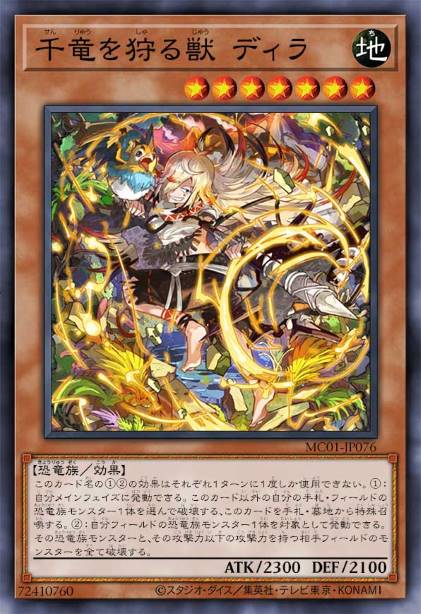 千竜を狩る獣 ディラ
地
MC01-JP076
【恐竜族/効果】
このカード名の①②の効果はそれぞれ1ターンに1度しか使用できない。①：
自分メインフェイズに発動できる。このカード以外の自分の手札・フィールド
の恐竜族モンスター1体を選んで破壊する。このカードを手札・墓地から特殊召
喚する。②：自分フィールドの恐竜族モンスター1体を対象として発動できる。
その恐竜族モンスターと、その攻撃力以下の攻撃力を持つ相手フィールドのモ
ンスターを全て破壊する。
ATK/2300 DEF/2100
72410760
©スタジオ・ダイス/集英社・テレビ東京・KONAMI